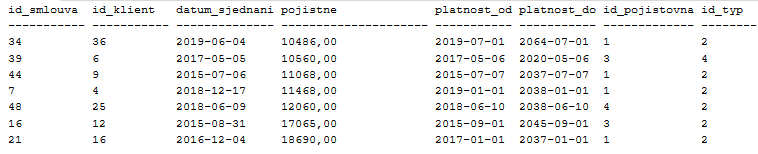 id_smlouva id_klient datum_sjednani pojistne platnost_od platnost_do id_pojistovna id_typ
----------- ----------- -------------- --------------------- ----------- ----------- ------------- -----------
34 36 2019-06-04 10486,00 2019-07-01 2064-07-01 1 2
39 6 2017-05-05 10560,00 2017-05-06 2020-05-06 3 4
44 9 2015-07-06 11068,00 2015-07-07 2037-07-07 1 2
7 4 2018-12-17 11468,00 2019-01-01 2038-01-01 1 2
48 25 2018-06-09 12060,00 2018-06-10 2038-06-10 4 2
16 12 2015-08-31 17065,00 2015-09-01 2045-09-01 3 2
21 16 2016-12-04 18690,00 2017-01-01 2037-01-01 1 2